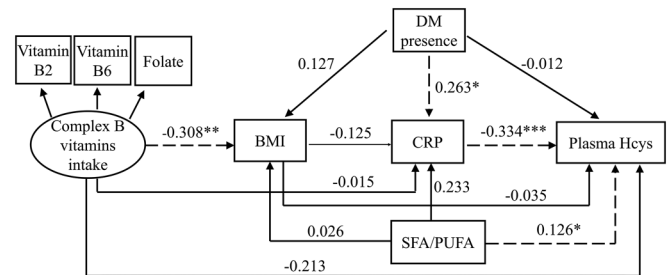 DM
presence
Vitamin
B2
Vitamin
B6
Folate
0.127
-0.012
0.263*
Complex B
vitamins
intake
-0.308**
BMI
-0.125
CRP
-0.334***
Plasma Hcys
-0.015
0.233
-0.035
0.026
SFA/PUFA
0.126*
-0.213